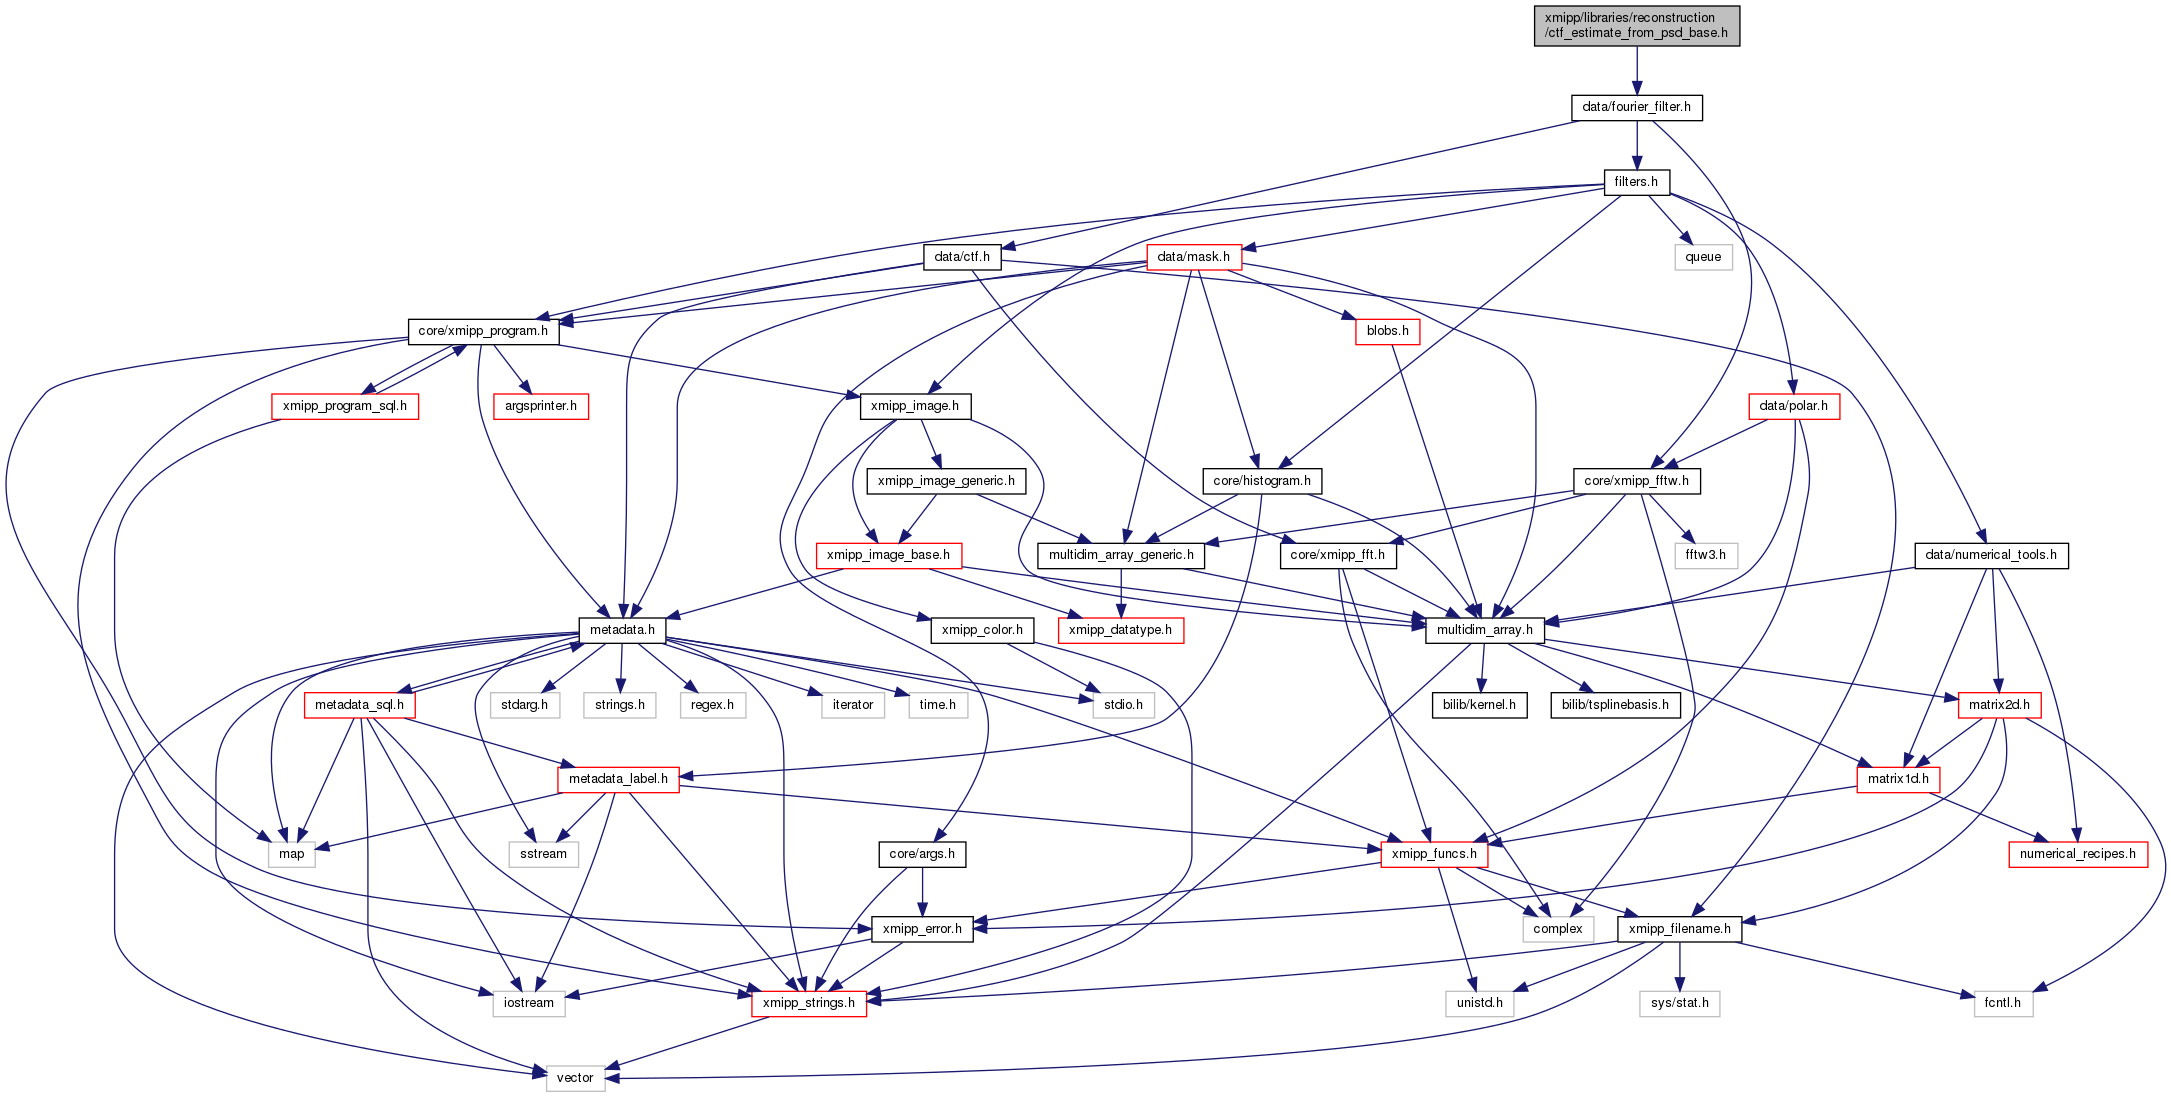 xmipp/libraries/reconstruction
/ctf_estimate_from_psd_base.h
data/fourier_filter.h
filters.h
data/ctf.h
data/mask.h
queue
core/xmipp_program.h
blobs.h
xmipp_program_sql.h
argsprinter.h
xmipp_image.h
data/polar.h
xmipp_image_generic.h
core/histogram.h
core/xmipp_fftw.h
xmipp_image_base.h
multidim_array_generic.h
core/xmipp_fft.h
fftw3.h
data/numerical_tools.h
metadata.h
xmipp_color.h
xmipp_datatype.h
multidim_array.h
metadata_sql.h
stdarg.h
strings.h
regex.h
iterator
time.h
stdio.h
bilib/kernel.h
bilib/tsplinebasis.h
matrix2d.h
metadata_label.h
matrix1d.h
map
sstream
core/args.h
xmipp_funcs.h
numerical_recipes.h
xmipp_error.h
complex
xmipp_filename.h
iostream
xmipp_strings.h
unistd.h
sys/stat.h
fcntl.h
vector